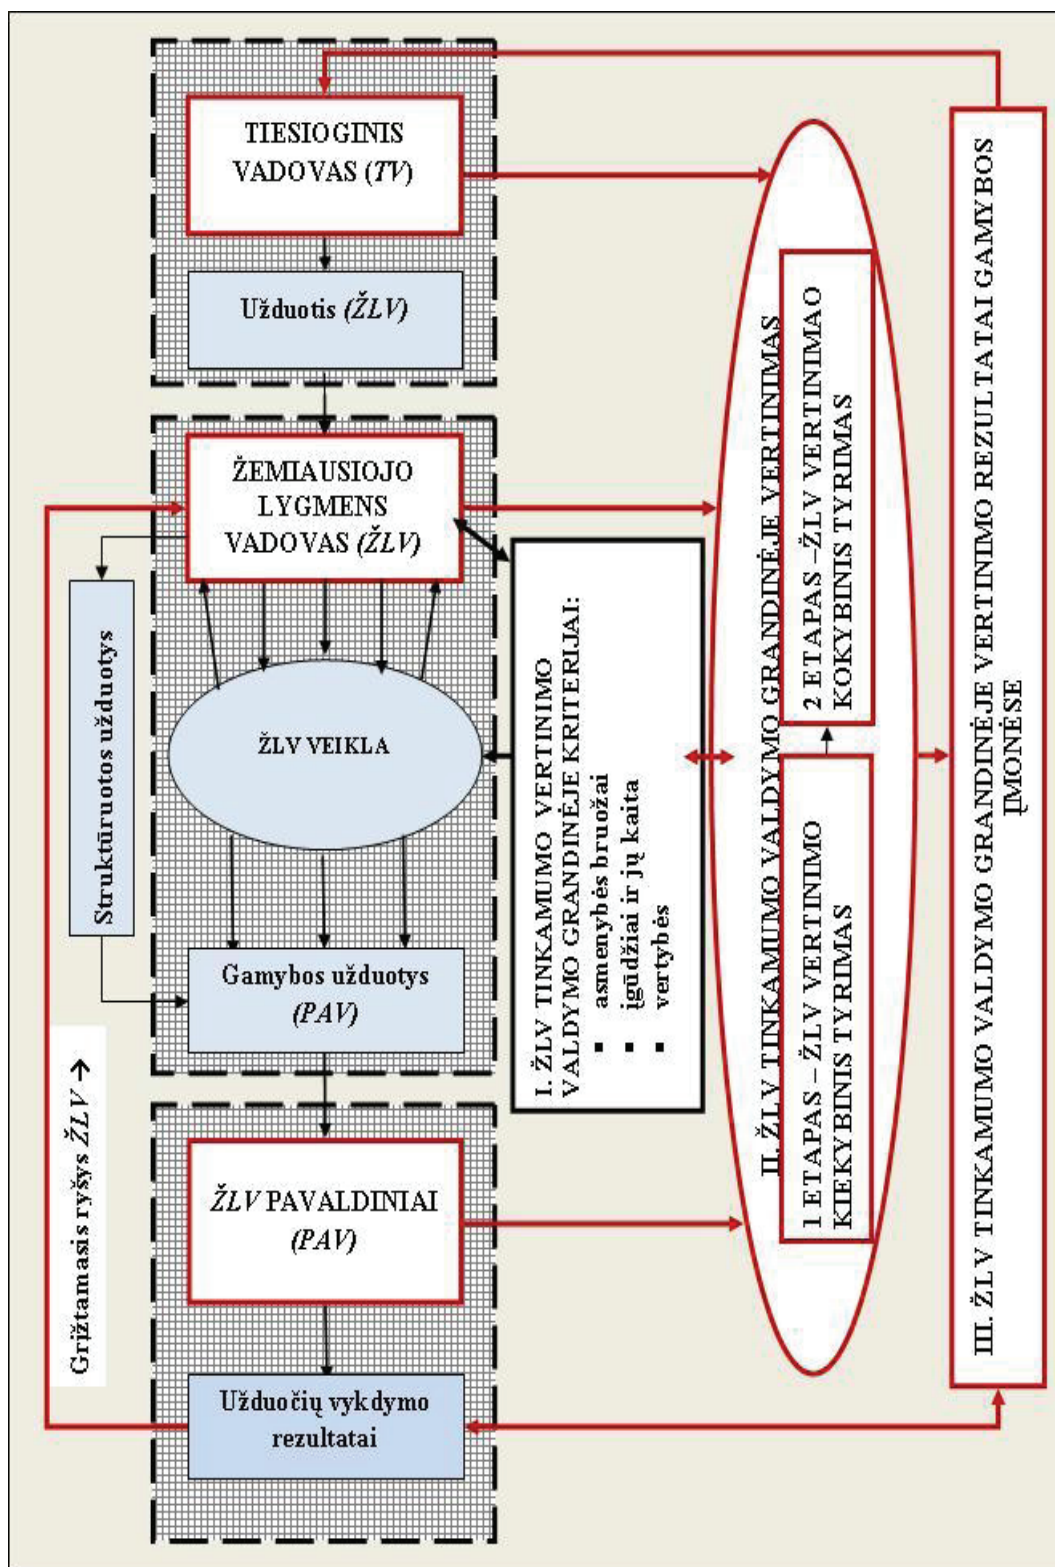 TIESIOGINIS
VADOVAS (TV)
Užduotis (ŽLV)
ŽEMIAUSIOJO
LYGMENS
VADOVAS (ŽLV)
Struktūruotos užduotys
ŽLV VEIKLA
Gamybos užduotys
(PAV)
Grįžtamasis ryšys ŽLV →
ŽLV PAVALDINIAI
(PAV)
Užduočių vykdymo
rezultatai
I. ŽLV TINKAMUMO VERTINIMO
VALDYMO GRANDINĖJE KRITERIJAI:
▪ asmenybės bruožai
▪ įgūdžiai ir jų kaita
▪ vertybės
II. ŽLV TINKAMUMO VALDYMO GRANDINĖJE VERTINIMAS
1 ETAPAS – ŽLV VERTINIMO
KIEKYBINIS TYRIMAS
2 ETAPAS –ŽLV VERTINIMAO
KOKYBINIS TYRIMAS
III. ŽLV TINKAMUMO VALDYMO GRANDINĖJE VERTINIMO REZULTATAI GAMYBOS
ĮMONĖSE